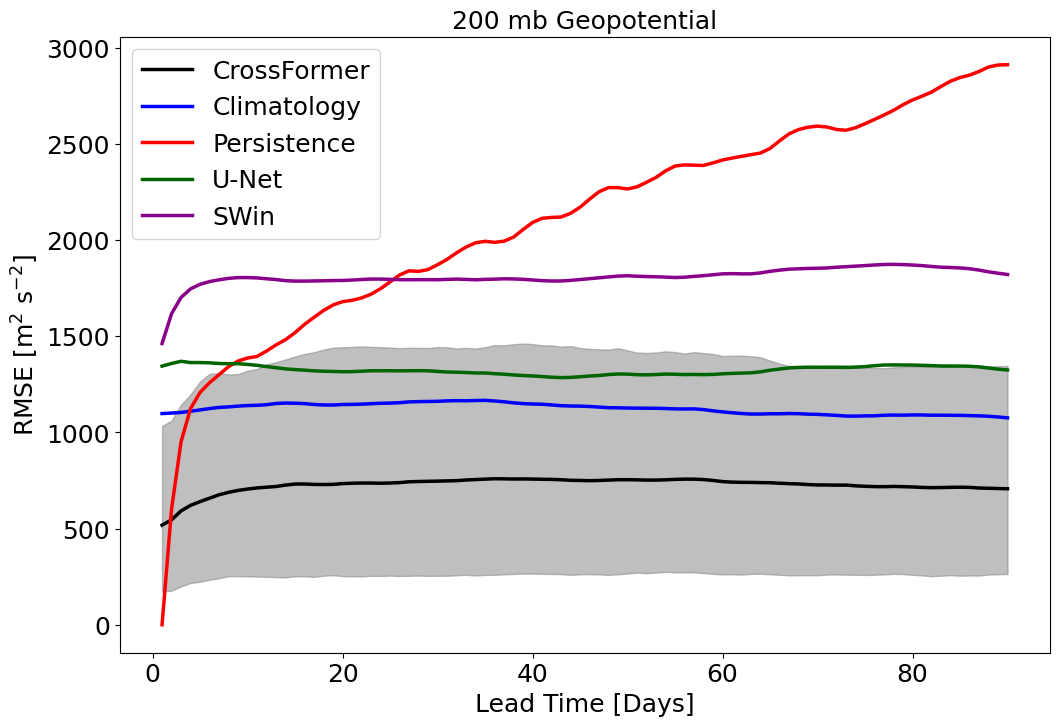 200 mb Geopotential
CrossFormer
Climatology
Persistence
U-Net
SWin
3000
2500
2000
1500
1000
500
0
RMSE [m² s⁻²]
0 20 40 60 80
Lead Time [Days]